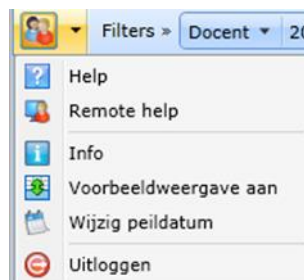 Filters » Docent 20
Help
Remote help
Info
Voorbeeldweergave aan
Wijzig peildatum
Uitloggen